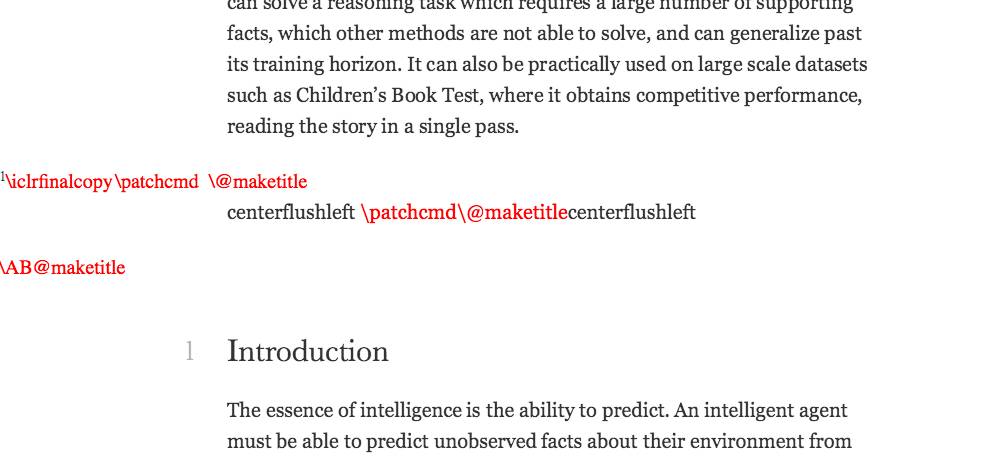 can solve a reasoning task which requires a large number of supporting
facts, which other methods are not able to solve, and can generalize past
its training horizon. It can also be practically used on large scale datasets
such as Children’s Book Test, where it obtains competitive performance,
reading the story in a single pass.
1\iclrfinalcopy\patchcmd \@maketitle
centerflushleft \patchcmd\@maketitlecenterflushleft
\AB@maketitle
1 Introduction
The essence of intelligence is the ability to predict. An intelligent agent
must be able to predict unobserved facts about their environment from